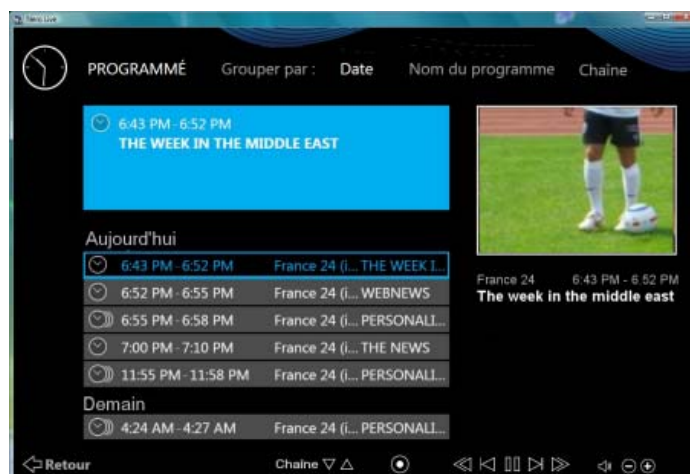 Nero Live
PROGRAMMÉ Grouper par : Date Nom du programme Chaîne
6:43 PM - 6:52 PM
THE WEEK IN THE MIDDLE EAST
Aujourd'hui
6:43 PM - 6:52 PM France 24 (i... THE WEEK I...
6:52 PM - 6:55 PM France 24 (i... WEBNEWS
6:55 PM - 6:58 PM France 24 (i... PERSONALI...
7:00 PM - 7:10 PM France 24 (i... THE NEWS
11:55 PM - 11:58 PM France 24 (i... PERSONALI...
Demain
4:24 AM - 4:27 AM France 24 (i... PERSONALI...
France 24 6:43 PM - 6.52 PM
The week in the middle east
Retour Chaîne